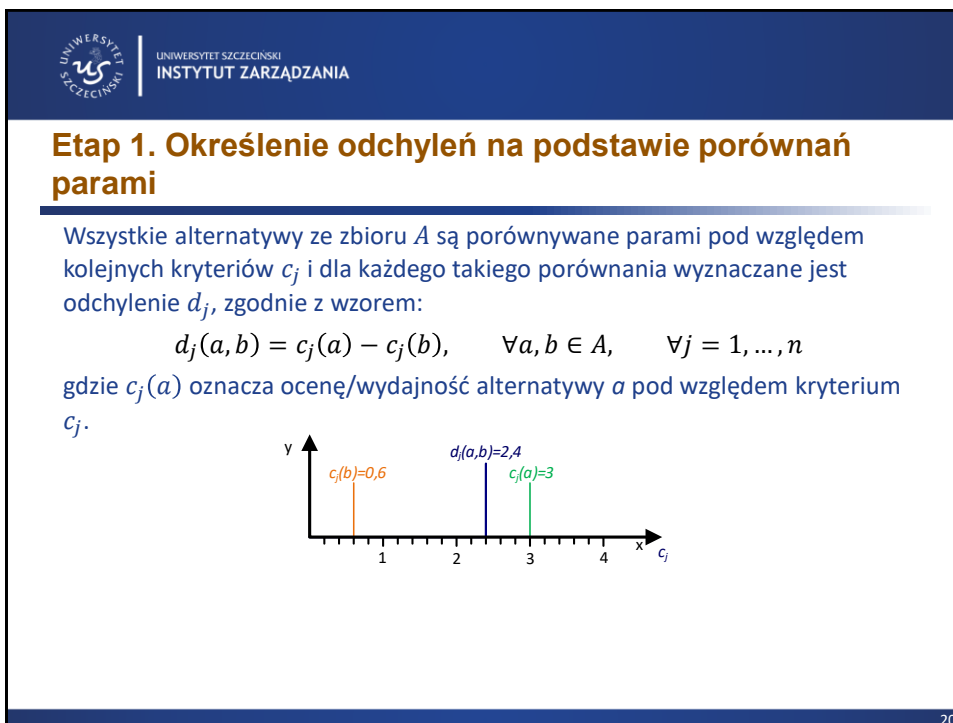 UNIWERSYTET SZCZECIŃSKI
UNIWERSYTET SZCZECIŃSKI
INSTYTUT ZARZĄDZANIA
Etap 1. Określenie odchyleń na podstawie porównań
parami
Wszystkie alternatywy ze zbioru A są porównywane parami pod względem
kolejnych kryteriów c_j i dla każdego takiego porównania wyznaczane jest
odchylenie d_j, zgodnie z wzorem:
d_j(a, b) = c_j(a) − c_j(b), ∀a, b ∈ A, ∀j = 1, … , n
gdzie c_j(a) oznacza ocenę/wydajność alternatywy a pod względem kryterium
c_j.
y
d_j(a,b)=2,4
c_j(b)=0,6
c_j(a)=3
1 2 3 4
x
c_j
20